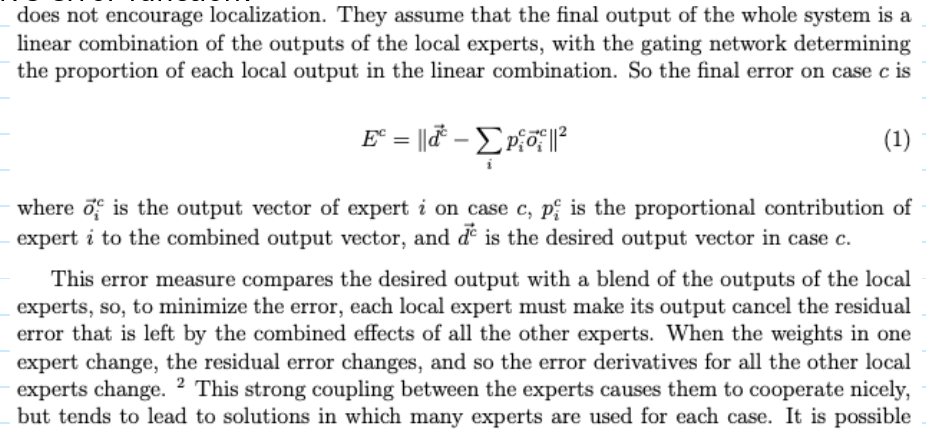 does not encourage localization. They assume that the final output of the whole system is a
linear combination of the outputs of the local experts, with the gating network determining
the proportion of each local output in the linear combination. So the final error on case c is
E^c = ||\vec{d}^c − ∑_i p_i^c \vec{o}_i^c||^2 (1)
where \vec{o}_i^c is the output vector of expert i on case c, p_i^c is the proportional contribution of
expert i to the combined output vector, and \vec{d}^c is the desired output vector in case c.
This error measure compares the desired output with a blend of the outputs of the local
experts, so, to minimize the error, each local expert must make its output cancel the residual
error that is left by the combined effects of all the other experts. When the weights in one
expert change, the residual error changes, and so the error derivatives for all the other local
experts change. ² This strong coupling between the experts causes them to cooperate nicely,
but tends to lead to solutions in which many experts are used for each case. It is possible